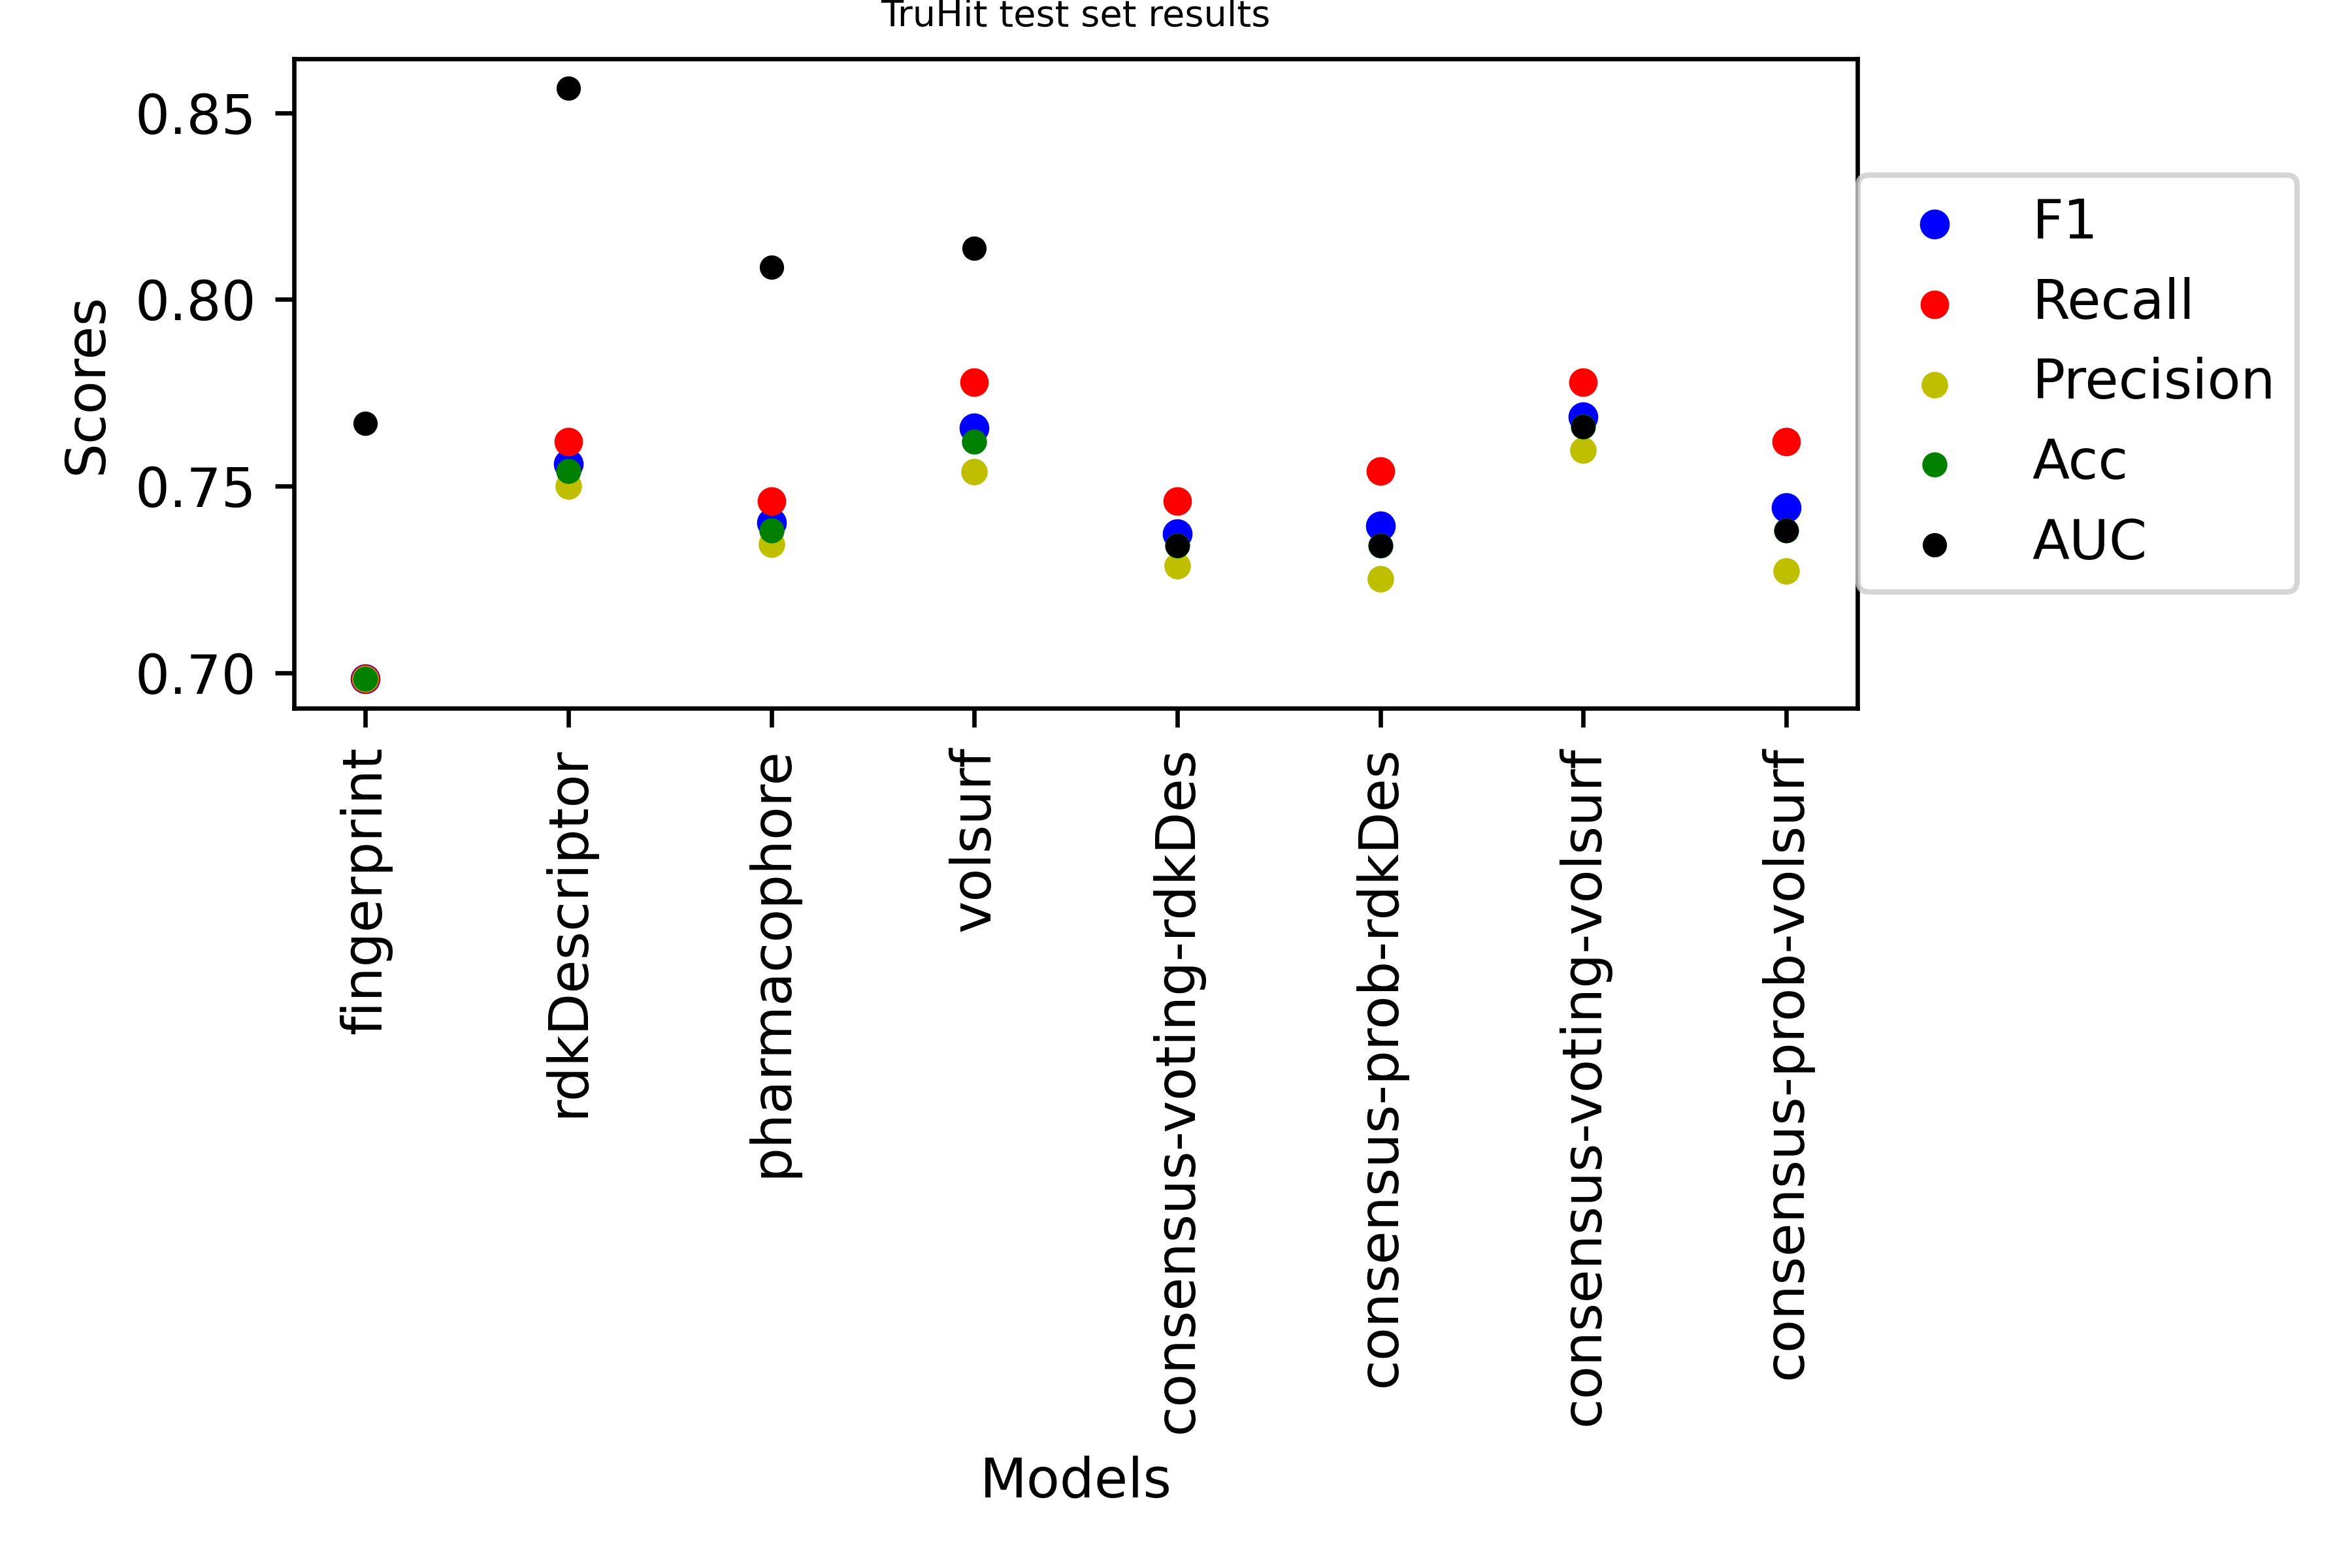 TruHit test set results
Scores
0.85
0.80
0.75
0.70
F1
Recall
Precision
Acc
AUC
fingerprint
rdkDescriptor
pharmacophore
volsurf
consensus-voting-rdkDes
consensus-prob-rdkDes
consensus-voting-volsurf
consensus-prob-volsurf
Models